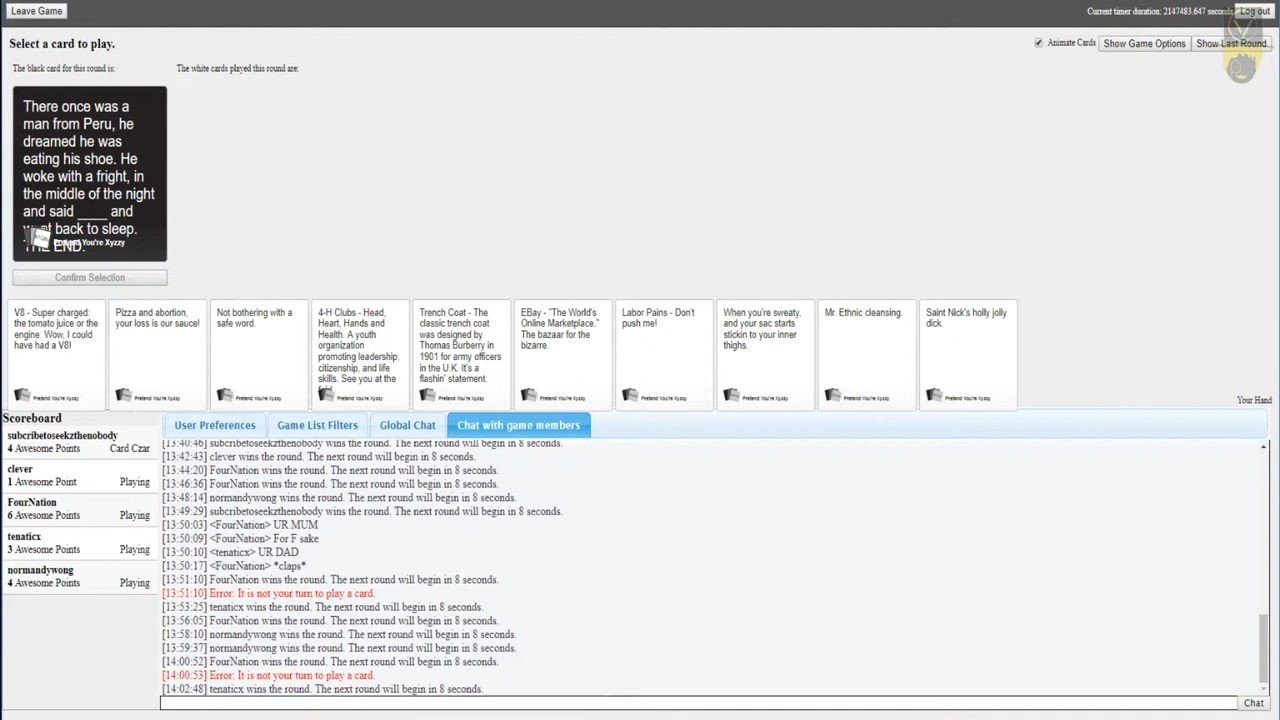 Leave Game
Current timer duration: 2147483.647 seconds
Log out
Select a card to play.
Animate Cards
Show Game Options
Show Last Round
The black card for this round is:
The white cards played this round are:
There once was a
man from Peru, he
dreamed he was
eating his shoe. He
woke with a fright, in
the middle of the night
and said ____ and
went back to sleep.
THE END.
Pretend You're Xyzzy
Confirm Selection
V8 - Super charged:
the tomato juice or the
engine. Wow, I could
have had a V8!
Pretend You're Xyzzy
Pizza and abortion,
your loss is our sauce!
Pretend You're Xyzzy
Not bothering with a
safe word.
Pretend You're Xyzzy
4-H Clubs - Head,
Heart, Hands and
Health. A youth
organization
promoting leadership,
citizenship, and life
skills. See you at the
Pretend You're Xyzzy
Trench Coat - The
classic trench coat
was designed by
Thomas Burberry in
1901 for army officers
in the U.K. It's a
flashin' statement.
Pretend You're Xyzzy
EBay - "The World's
Online Marketplace."
The bazaar for the
bizarre.
Pretend You're Xyzzy
Labor Pains - Don't
push me!
Pretend You're Xyzzy
When you're sweaty,
and your sac starts
stickin to your inner
thighs.
Pretend You're Xyzzy
Mr. Ethnic cleansing.
Pretend You're Xyzzy
Saint Nick's holly jolly
dick.
Pretend You're Xyzzy
Your Hand
Scoreboard
subcribetoseekzthenobody
4 Awesome Points Card Czar
clever
1 Awesome Point Playing
FourNation
6 Awesome Points Playing
tenaticx
3 Awesome Points Playing
normandywong
4 Awesome Points Playing
User Preferences
Game List Filters
Global Chat
Chat with game members
[13:40:46] subcribetoseekzthenobody wins the round. The next round will begin in 8 seconds.
[13:42:43] clever wins the round. The next round will begin in 8 seconds.
[13:44:20] FourNation wins the round. The next round will begin in 8 seconds.
[13:46:36] FourNation wins the round. The next round will begin in 8 seconds.
[13:48:14] normandywong wins the round. The next round will begin in 8 seconds.
[13:49:29] subcribetoseekzthenobody wins the round. The next round will begin in 8 seconds.
[13:50:03] <FourNation> UR MUM
[13:50:09] <FourNation> For F sake
[13:50:10] <tenaticx> UR DAD
[13:50:17] <FourNation> *claps*
[13:51:10] FourNation wins the round. The next round will begin in 8 seconds.
[13:51:10] Error: It is not your turn to play a card.
[13:53:25] tenaticx wins the round. The next round will begin in 8 seconds.
[13:56:05] FourNation wins the round. The next round will begin in 8 seconds.
[13:58:10] normandywong wins the round. The next round will begin in 8 seconds.
[13:59:37] normandywong wins the round. The next round will begin in 8 seconds.
[14:00:52] FourNation wins the round. The next round will begin in 8 seconds.
[14:00:53] Error: It is not your turn to play a card.
[14:02:48] tenaticx wins the round. The next round will begin in 8 seconds.
Chat